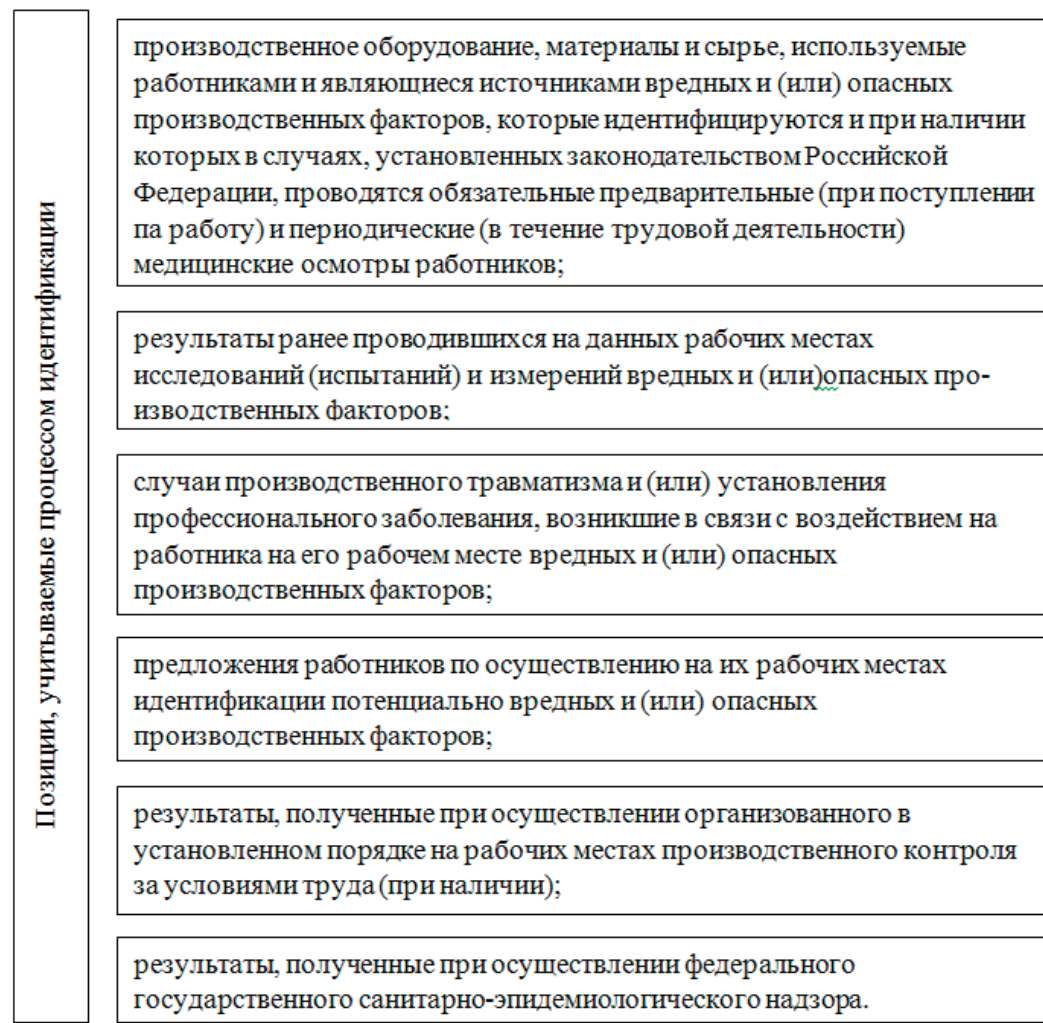 Позиции, учитываемые процессом идентификации
производственное оборудование, материалы и сырье, используемые
работниками и являющиеся источниками вредных и (или) опасных
производственных факторов, которые идентифицируются и при наличии
которых в случаях, установленных законодательством Российской
Федерации, проводятся обязательные предварительные (при поступлении
па работу) и периодические (в течение трудовой деятельности)
медицинские осмотры работников;
результаты ранее проводившихся на данных рабочих местах
исследований (испытаний) и измерений вредных и (или)опасных про-
изводственных факторов;
случаи производственного травматизма и (или) установления
профессионального заболевания, возникшие в связи с воздействием на
работника на его рабочем месте вредных и (или) опасных
производственных факторов;
предложения работников по осуществлению на их рабочих местах
идентификации потенциально вредных и (или) опасных
производственных факторов;
результаты, полученные при осуществлении организованного в
установленном порядке на рабочих местах производственного контроля
за условиями труда (при наличии);
результаты, полученные при осуществлении федерального
государственного санитарно-эпидемиологического надзора.